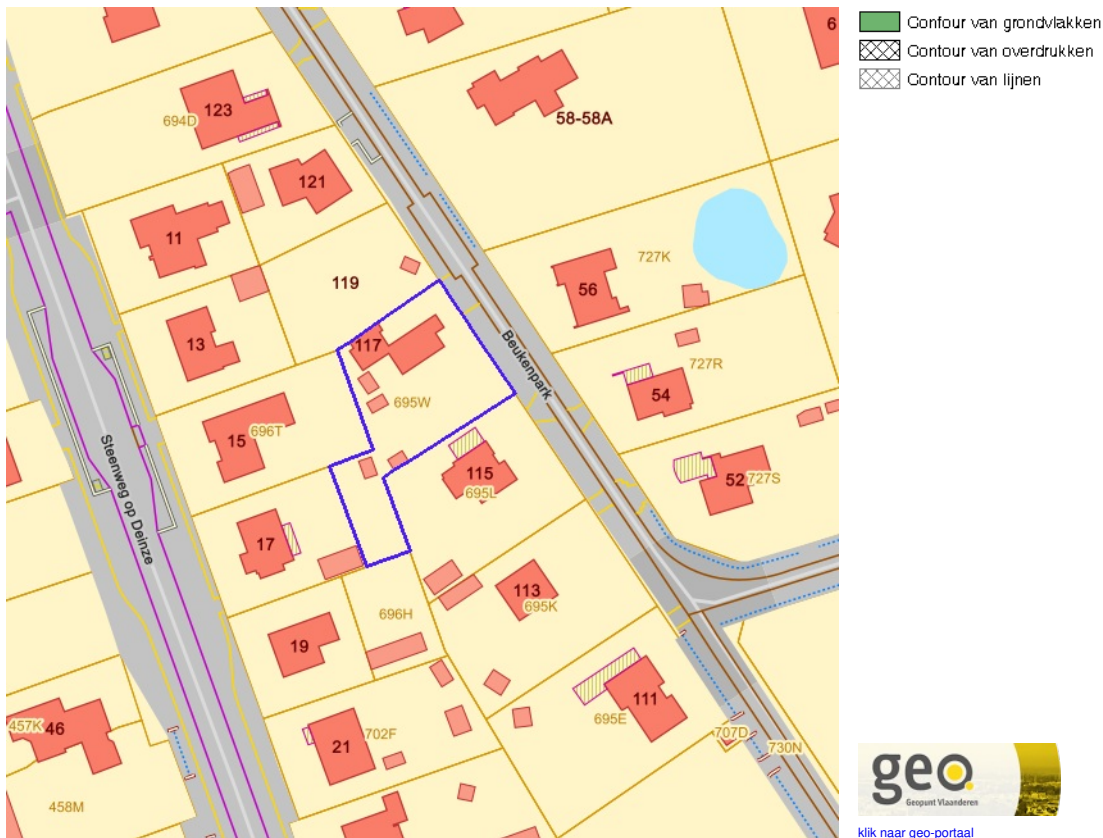 Contour van grondvlakken
Contour van overdrukken
Contour van lijnen
6
123
694D
58-58A
121
11
727K
119
56
13
117
Beukenpark
727R
54
695W
15
696T
115
695L
52
727S
Steenweg op Deinze
17
113
695K
696H
19
111
695E
707D
730N
457K
46
21
702F
458M
geo
Geopunt Vlaanderen
klik naar geo-portaal